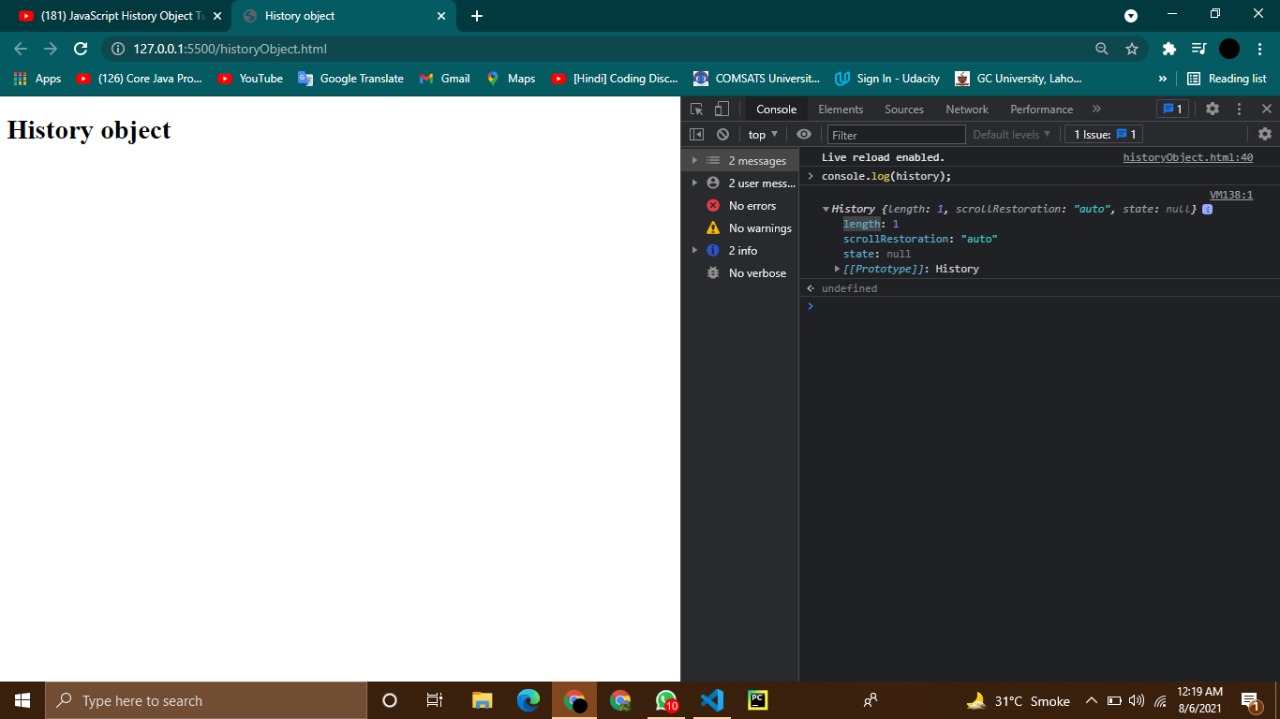 (181) JavaScript History Object Tu
History object
127.0.0.1:5500/historyObject.html
Apps
(126) Core Java Pro...
YouTube
Google Translate
Gmail
Maps
[Hindi] Coding Disc...
COMSATS Universit...
Sign In - Udacity
GC University, Laho...
»
Reading list
History object
Console
Elements
Sources
Network
Performance
»
1
top
Filter
Default levels
1 Issue:
1
2 messages
2 user mess...
No errors
No warnings
2 info
No verbose
Live reload enabled.
historyObject.html:40
console.log(history);
VM138:1
History {length: 1, scrollRestoration: "auto", state: null}
length: 1
scrollRestoration: "auto"
state: null
[[Prototype]]: History
undefined
Type here to search
10
PC
31°C Smoke
12:19 AM
8/6/2021
1